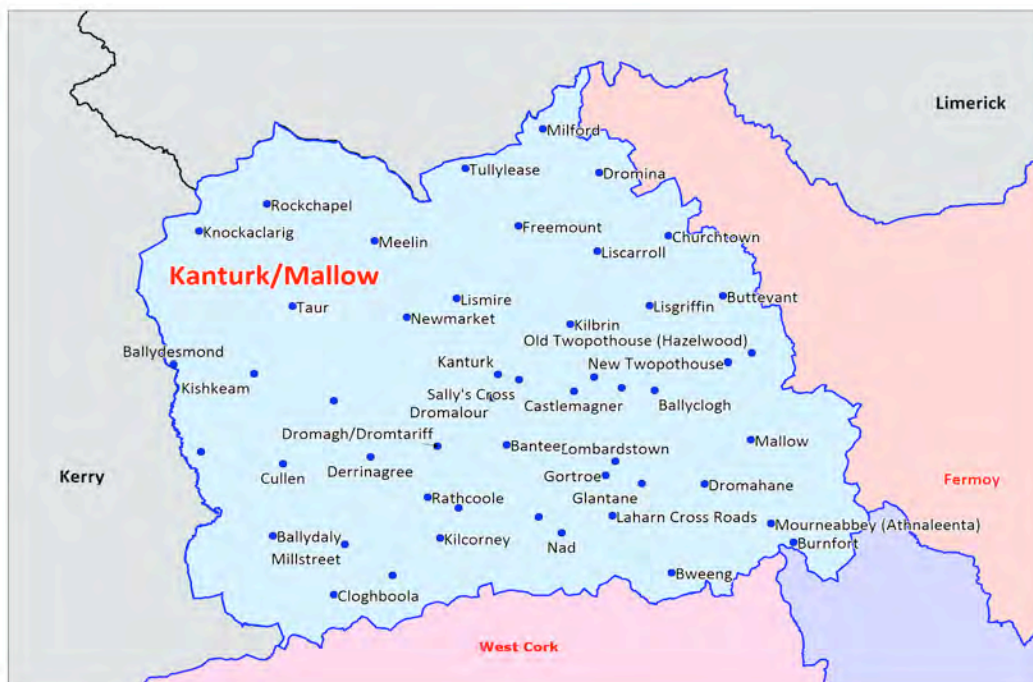 Limerick
Milford
Tullylease
Dromina
Rockchapel
Freemount
Knockaclarig
Meelin
Churchtown
Liscarroll
Kanturk/Mallow
Taur
Lismire
Lisgriffin
Buttevant
Newmarket
Kilbrin
Old Twopothouse (Hazelwood)
Ballydesmond
Kanturk
New Twopothouse
Kishkeam
Sally's Cross
Castlemagner
Ballyclogh
Dromalour
Dromagh/Dromtariff
Banteer
Lombardstown
Mallow
Kerry
Cullen
Derrinagree
Gortroe
Fermoy
Glantane
Dromahane
Rathcoole
Laharn Cross Roads
Mourneabbey (Athnaleenta)
Ballydaly
Kilcorney
Nad
Burnfort
Millstreet
Bweeng
Cloghboola
West Cork